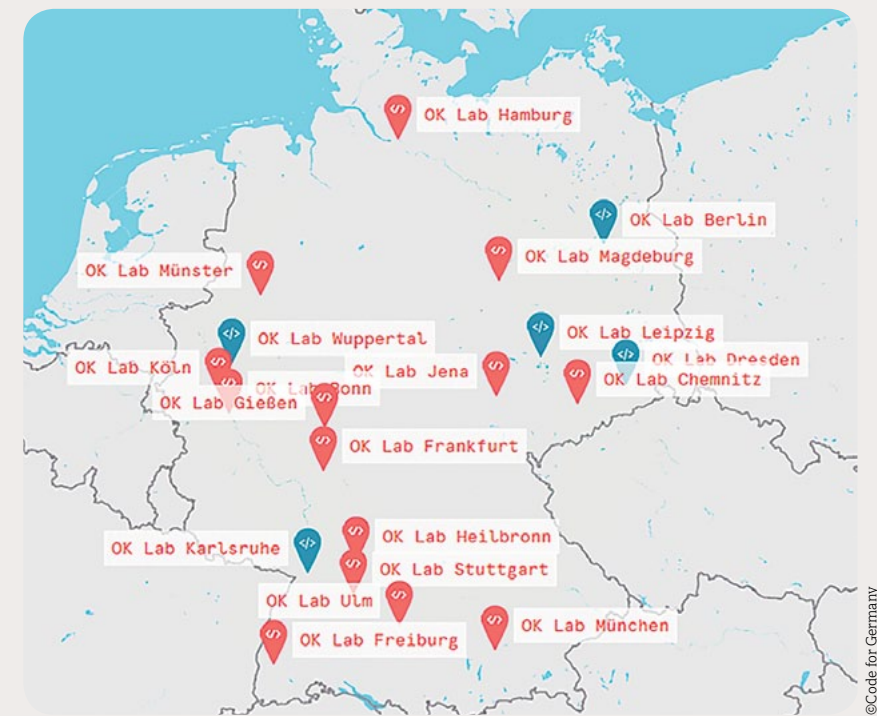 OK Lab Hamburg
OK Lab Berlin
OK Lab Magdeburg
OK Lab Münster
OK Lab Leipzig
OK Lab Wuppertal
OK Lab Dresden
OK Lab Köln
OK Lab Jena
OK Lab Chemnitz
OK Lab Bonn
OK Lab Gießen
OK Lab Frankfurt
OK Lab Heilbronn
OK Lab Karlsruhe
OK Lab Stuttgart
OK Lab Ulm
OK Lab München
OK Lab Freiburg
©Code for Germany